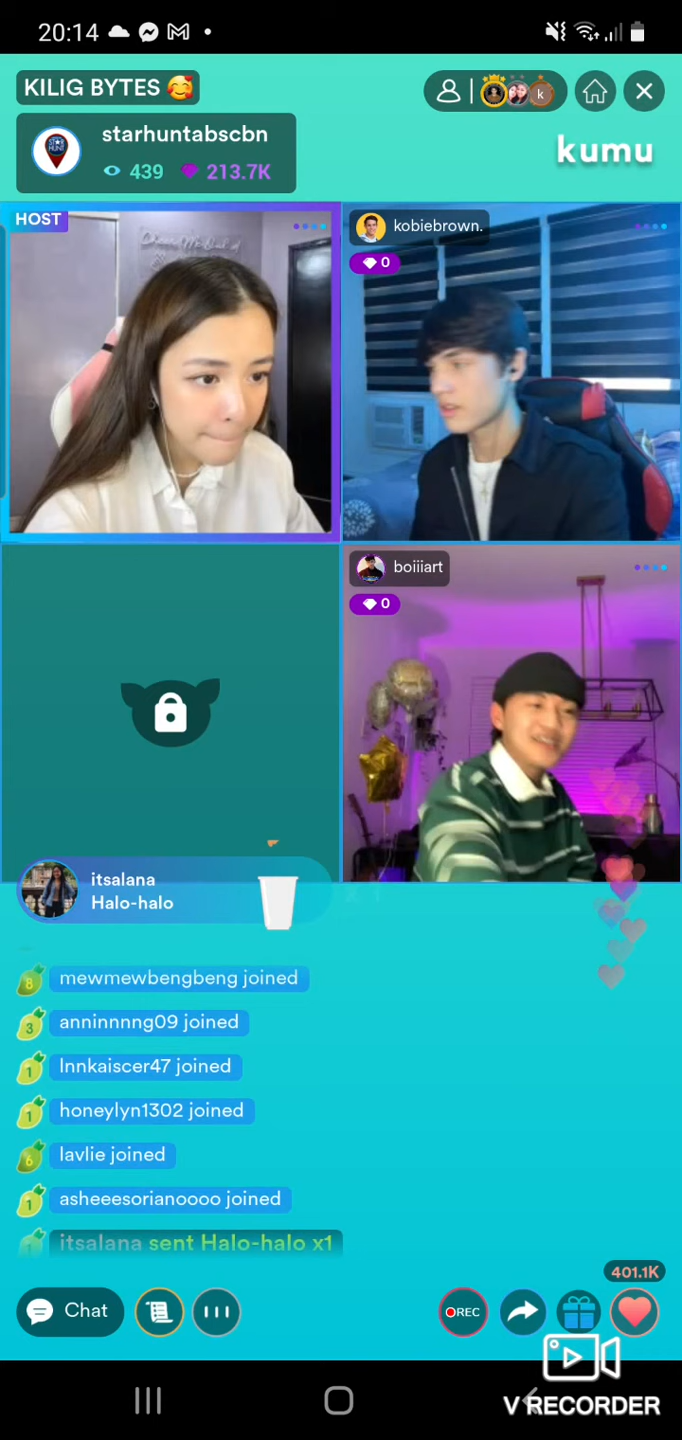 20:14
KILIG BYTES 🥰
k
starhuntabscbn
439 213.7K
kumu
HOST
kobiebrown.
0
boiiiart
0
itsalana
Halo-halo
8 mewmewbengbeng joined
3 anninnnng09 joined
1 lnnkaiscer47 joined
1 honeylyn1302 joined
6 lavlie joined
1 asheeesorianoooo joined
1 itsalana sent Halo-halo x1
401.1K
Chat
REC
V RECORDER